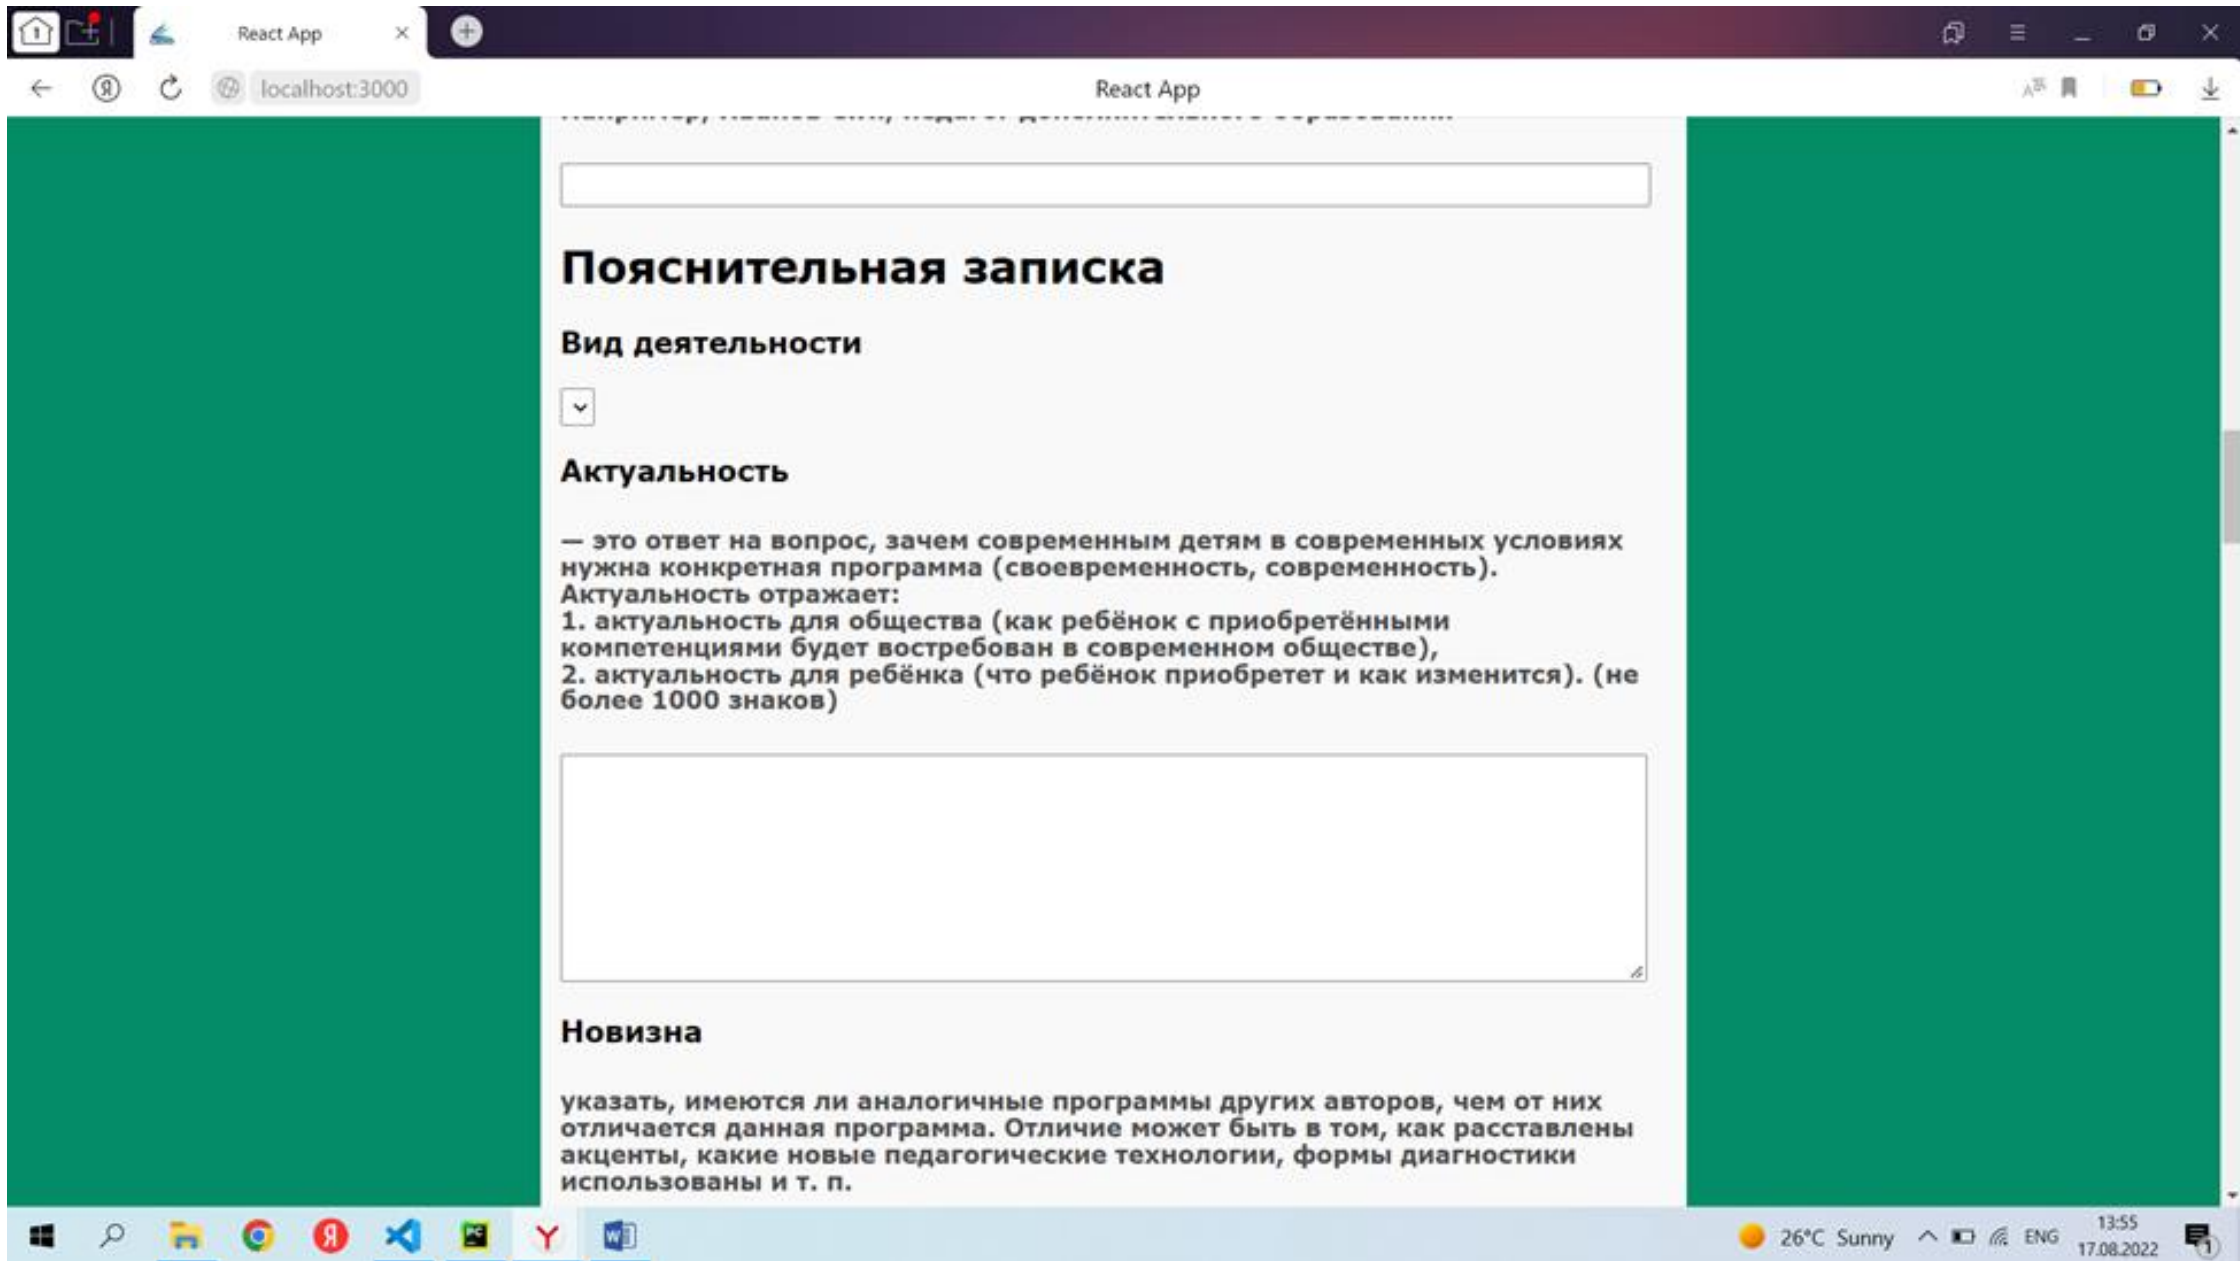 React App
localhost:3000
React App
Пояснительная записка
Вид деятельности
Актуальность
— это ответ на вопрос, зачем современным детям в современных условиях
нужна конкретная программа (своевременность, современность).
Актуальность отражает:
1. актуальность для общества (как ребёнок с приобретёнными
компетенциями будет востребован в современном обществе),
2. актуальность для ребёнка (что ребёнок приобретет и как изменится). (не
более 1000 знаков)
Новизна
указать, имеются ли аналогичные программы других авторов, чем от них
отличается данная программа. Отличие может быть в том, как расставлены
акценты, какие новые педагогические технологии, формы диагностики
использованы и т. п.
26°C Sunny
ENG
13:55
17.08.2022